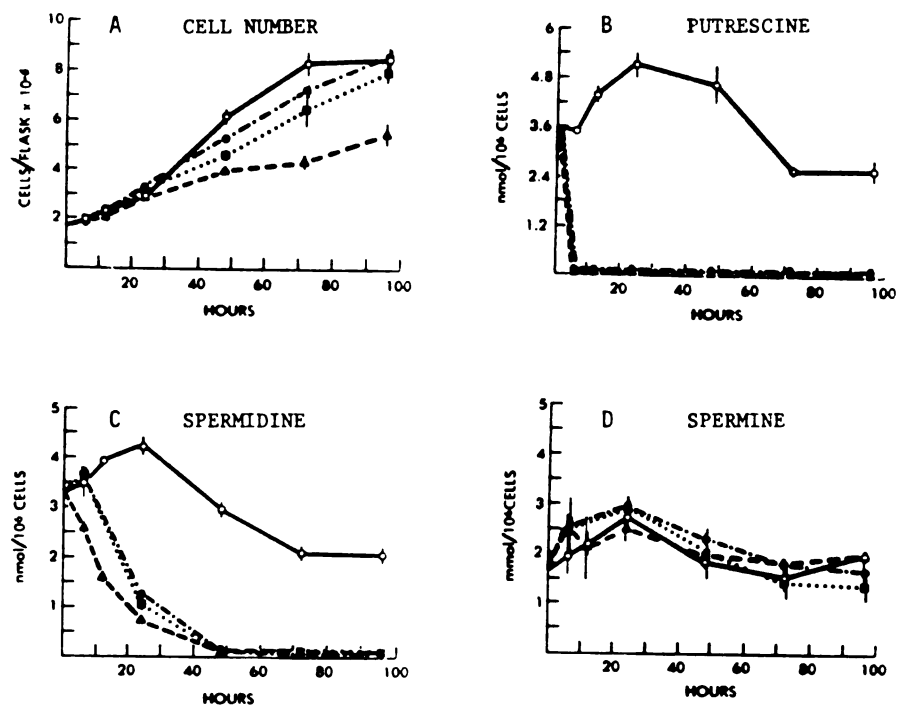 A CELL NUMBER
10
8
6
4
2
CELLS/FLASK × 10-6
20 40 60 80 100
HOURS
B PUTRESCINE
6
4.8
3.6
2.4
1.2
nmol/10⁶ CELLS
20 40 60 80 100
HOURS
C SPERMIDINE
5
4
3
2
1
nmol/10⁶ CELLS
20 40 60 80 100
HOURS
D SPERMINE
5
4
3
2
1
mmol/10⁶CELLS
20 40 60 80 100
HOURS